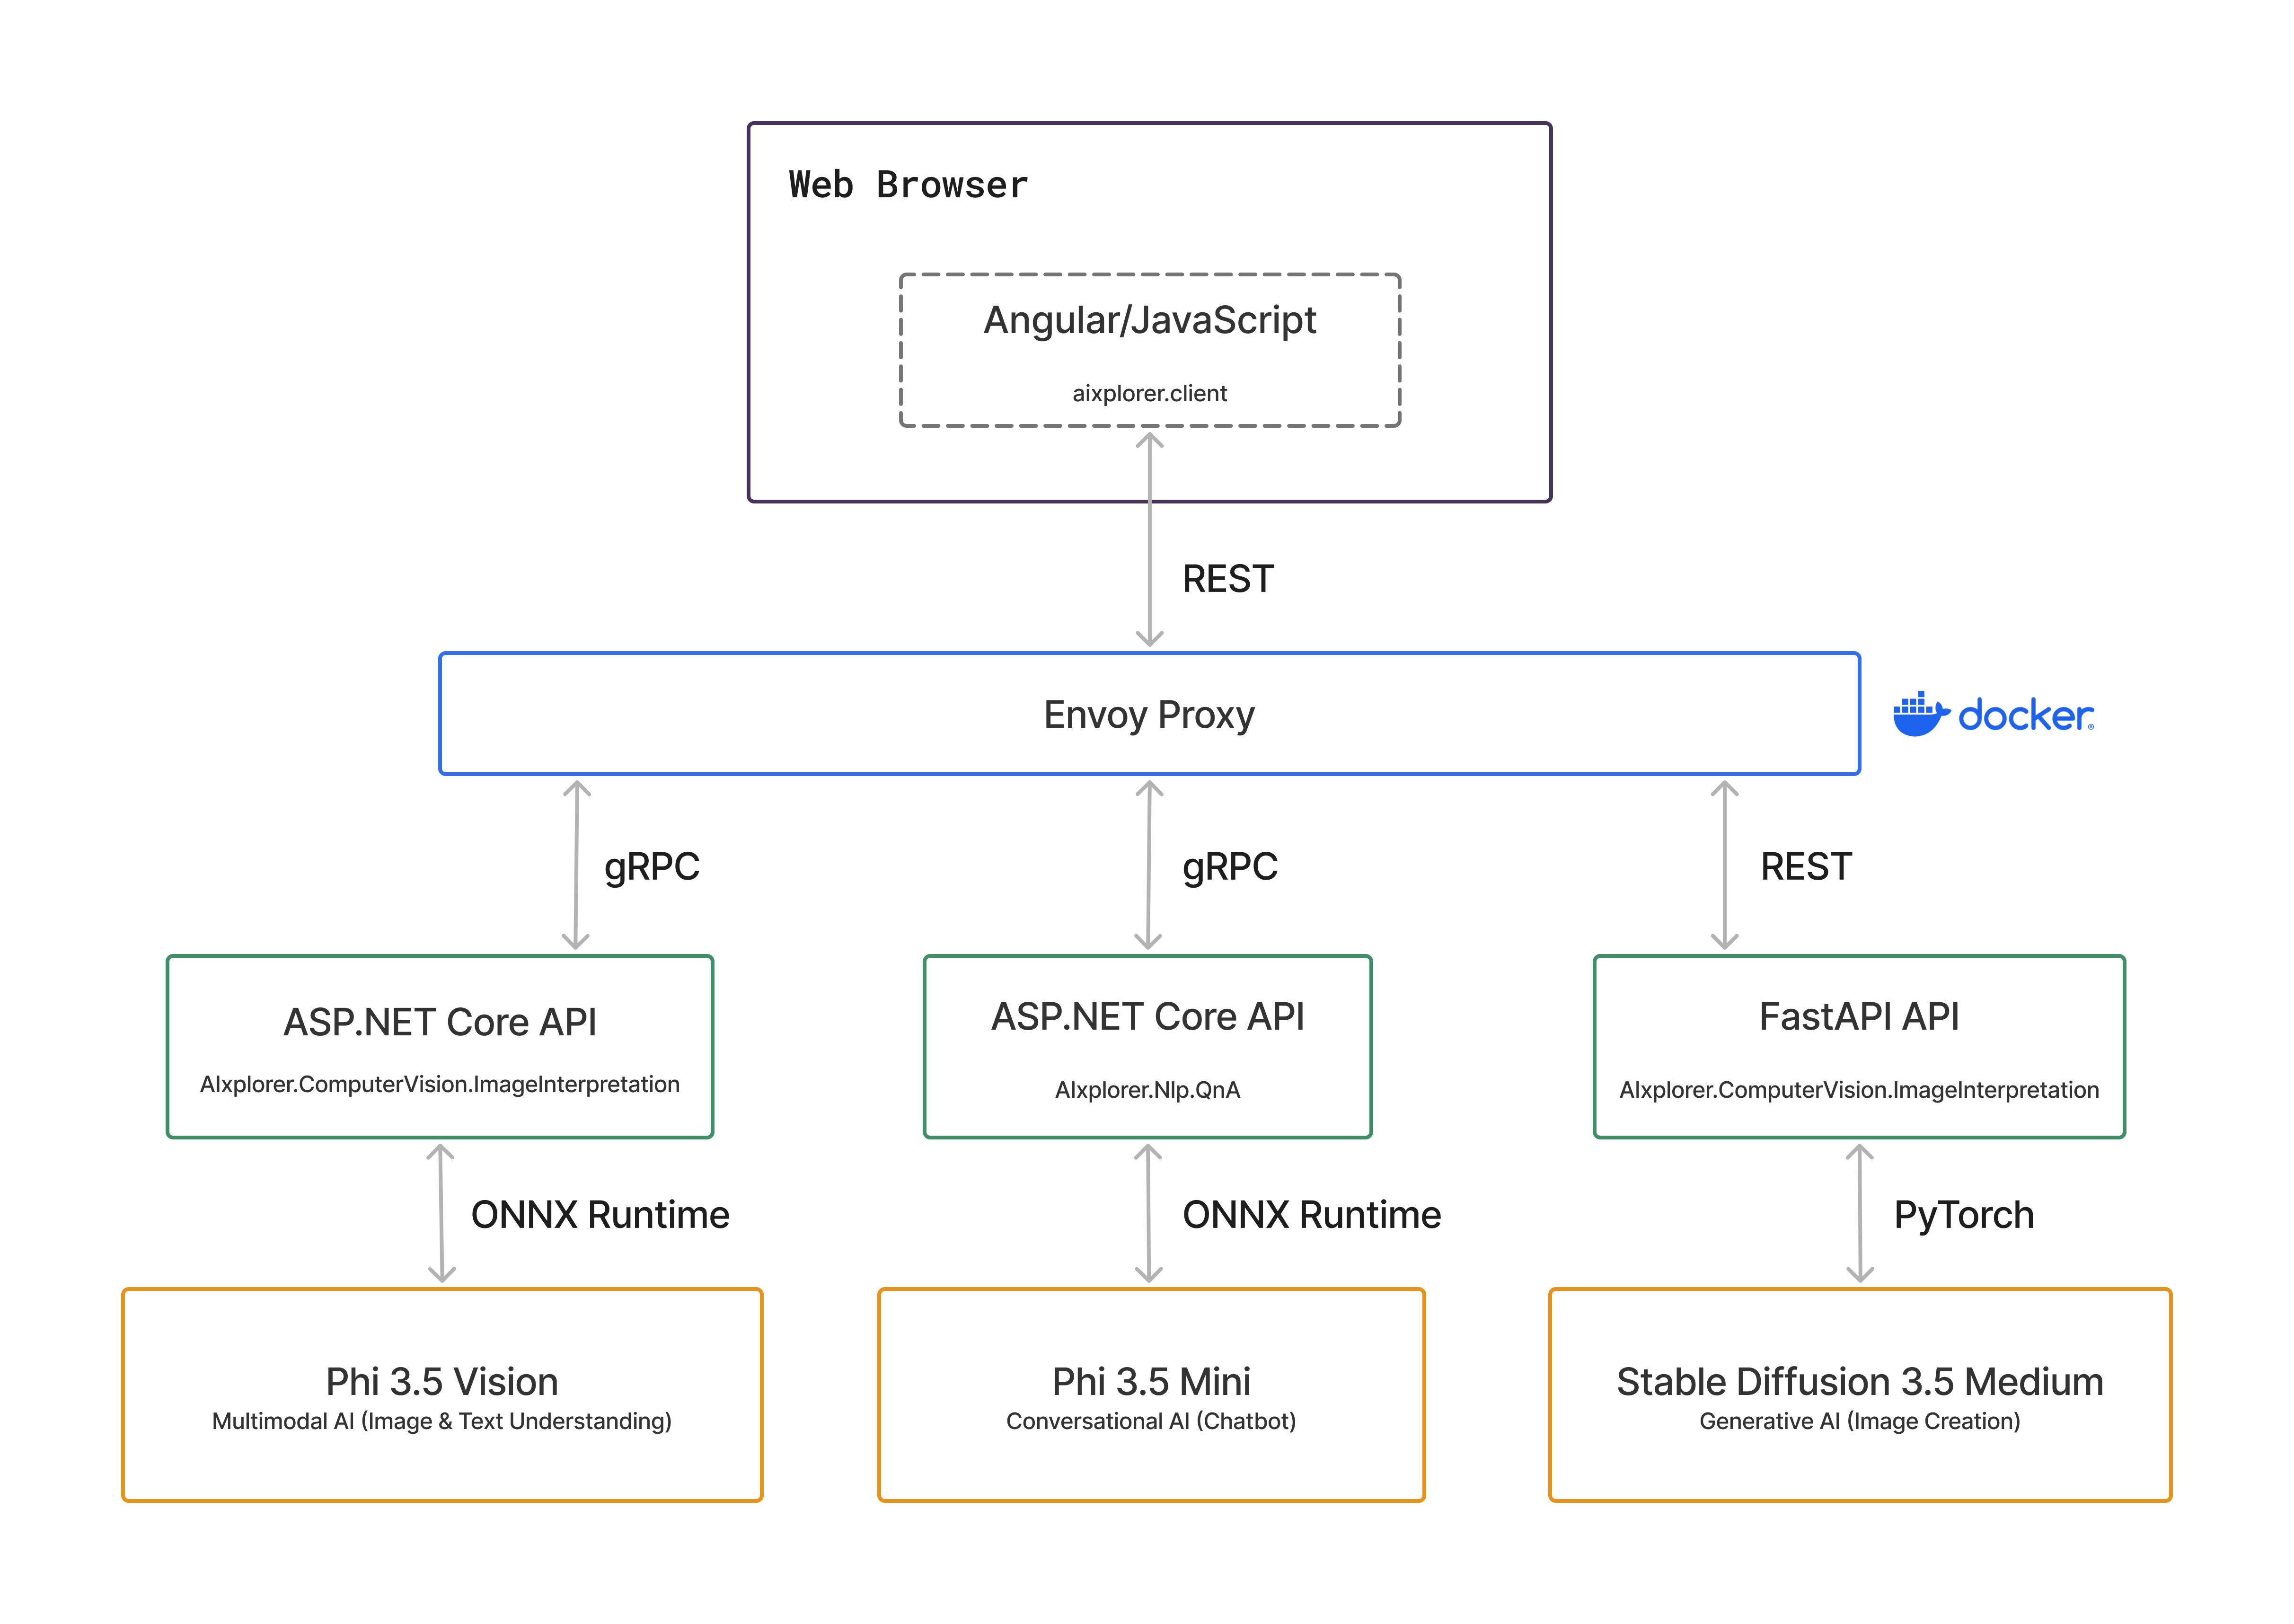 Web Browser
Angular/JavaScript
aixplorer.client
REST
Envoy Proxy
docker®
gRPC
gRPC
REST
ASP.NET Core API
AIxplorer.ComputerVision.ImageInterpretation
ASP.NET Core API
AIxplorer.Nlp.QnA
FastAPI API
AIxplorer.ComputerVision.ImageInterpretation
ONNX Runtime
ONNX Runtime
PyTorch
Phi 3.5 Vision
Multimodal AI (Image & Text Understanding)
Phi 3.5 Mini
Conversational AI (Chatbot)
Stable Diffusion 3.5 Medium
Generative AI (Image Creation)